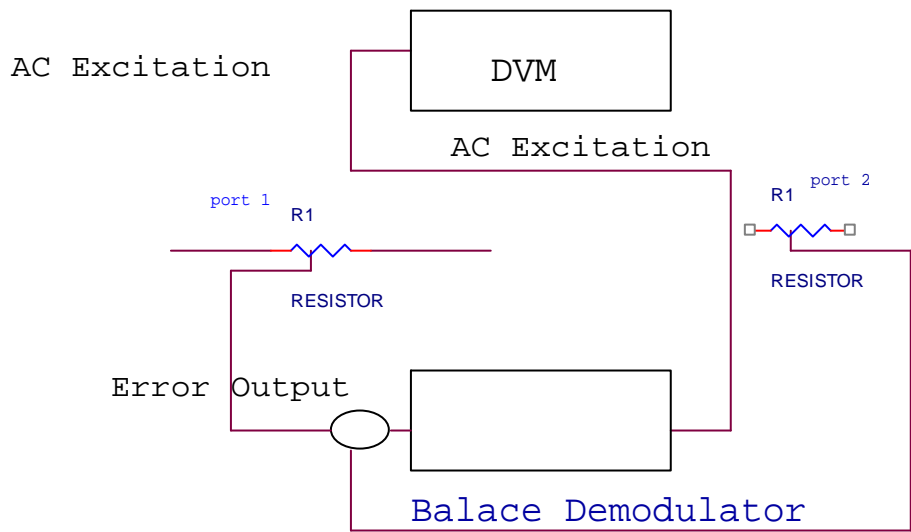 AC Excitation
DVM
AC Excitation
port 1
R1
R1
port 2
RESISTOR
RESISTOR
Error Output
Balace Demodulator